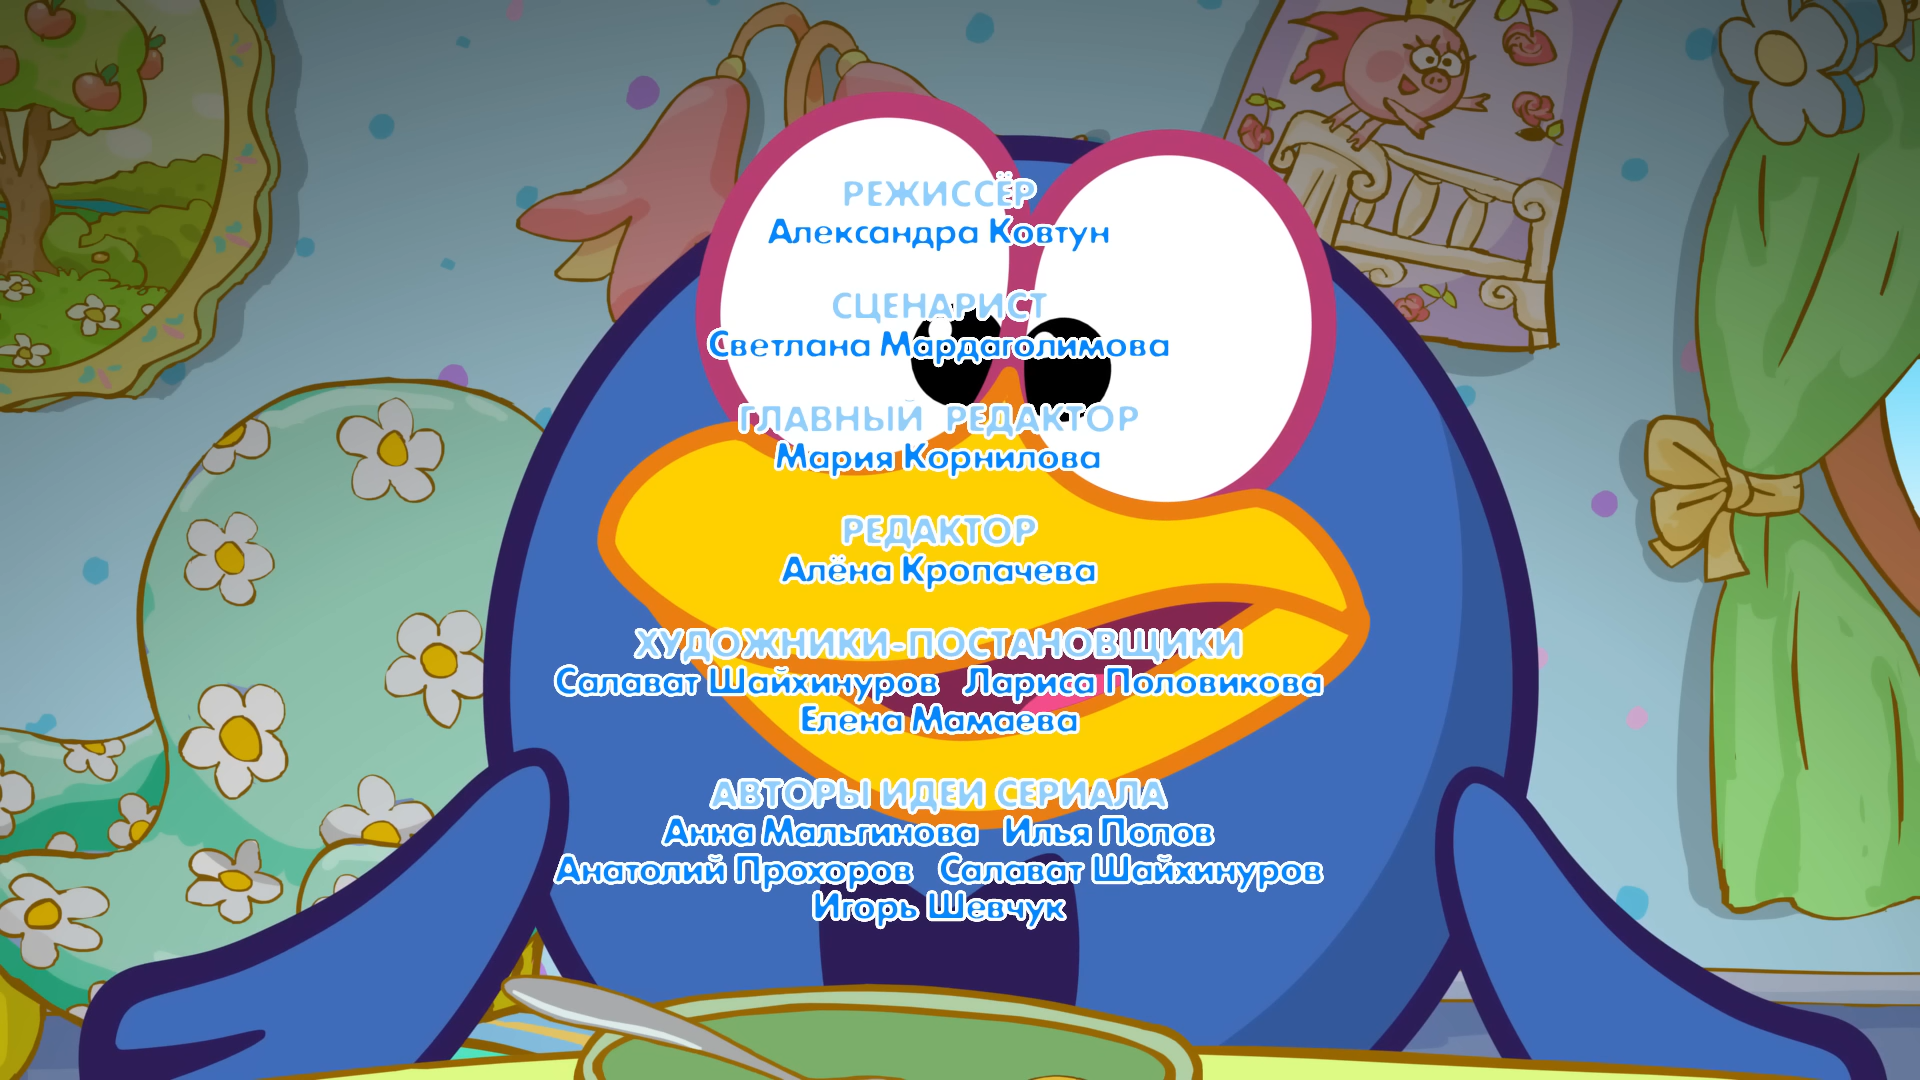 РЕЖИССЁР
Александра Ковтун
СЦЕНАРИСТ
Светлана Мардаголимова
ГЛАВНЫЙ РЕДАКТОР
Мария Корнилова
РЕДАКТОР
Алёна Кропачева
ХУДОЖНИКИ-ПОСТАНОВЩИКИ
Салават Шайхинуров Лариса Половикова
Елена Мамаева
АВТОРЫ ИДЕИ СЕРИАЛА
Анна Мальгинова Илья Попов
Анатолий Прохоров Салават Шайхинуров
Игорь Шевчук